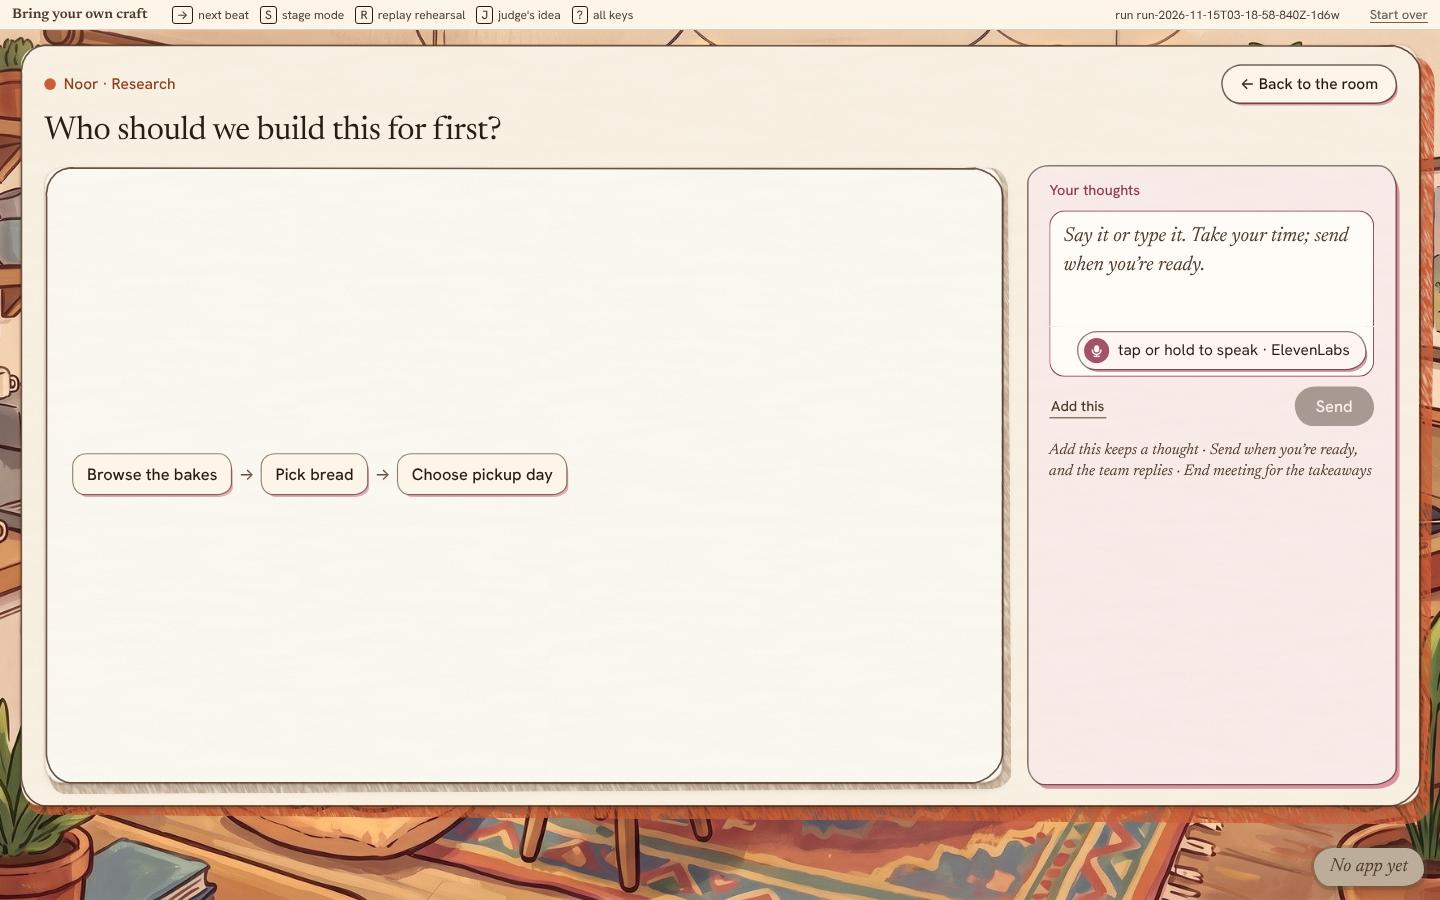 Bring your own craft → next beat S stage mode R replay rehearsal J judge's idea ? all keys run run-2026-11-15T03-18-58-840Z-1d6w Start over
Noor · Research
← Back to the room
Who should we build this for first?
Browse the bakes → Pick bread → Choose pickup day
Your thoughts
Say it or type it. Take your time; send
when you’re ready.
tap or hold to speak · ElevenLabs
Add this
Send
Add this keeps a thought · Send when you’re ready,
and the team replies · End meeting for the takeaways
No app yet